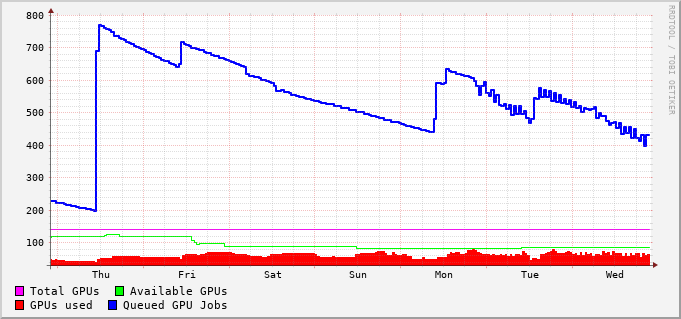 800
700
600
500
400
300
200
100
Thu Fri Sat Sun Mon Tue Wed
Total GPUs Available GPUs
GPUs used Queued GPU Jobs
RRDTOOL / TOBI OETIKER